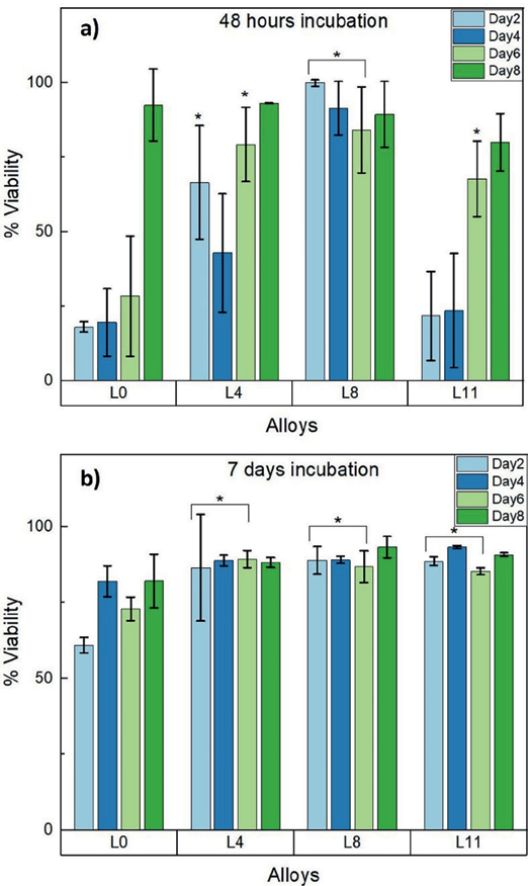 a)
48 hours incubation
Day2
Day4
Day6
Day8
% Viability
100
50
0
*
*
*
*
L0 L4 L8 L11
Alloys
b)
7 days incubation
Day2
Day4
Day6
Day8
% Viability
100
50
0
*
*
*
L0 L4 L8 L11
Alloys